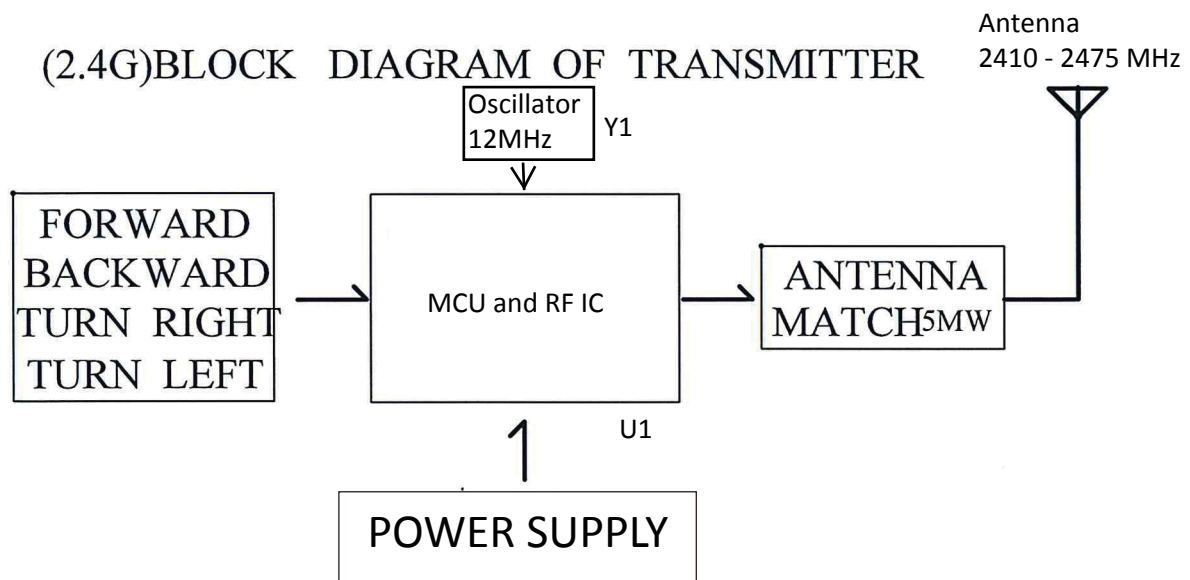 Antenna
2410 - 2475 MHz
(2.4G)BLOCK DIAGRAM OF TRANSMITTER
Oscillator
12MHz
Y1
FORWARD
BACKWARD
TURN RIGHT
TURN LEFT
MCU and RF IC
ANTENNA
MATCH5MW
U1
POWER SUPPLY